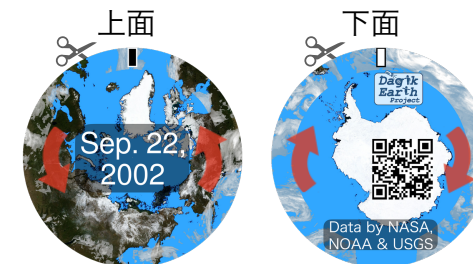 上面
Sep. 22,
2002
下面
Dagik
Earth
Project
Data by NASA,
NOAA & USGS